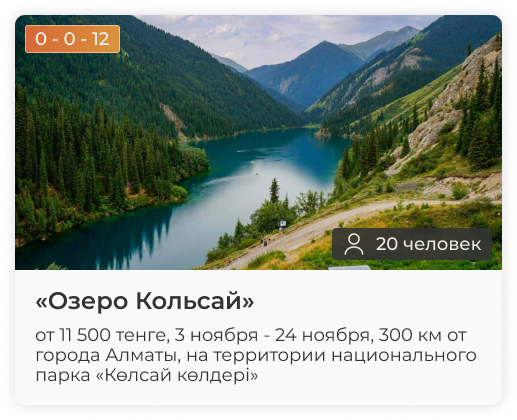 0 - 0 - 12
20 человек
«Озеро Кольсай»
от 11 500 тенге, 3 ноября - 24 ноября, 300 км от
города Алматы, на территории национального
парка «Көлсай көлдері»